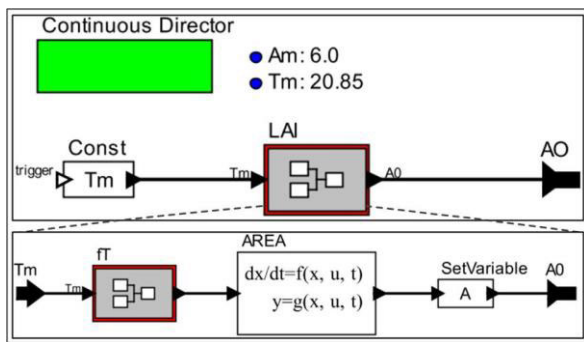 Continuous Director
Am: 6.0
Tm: 20.85
LAI
Const
AO
trigger
Tm
Tm
A0
AREA
Tm
fT
dx/dt=f(x, u, t)
y=g(x, u, t)
SetVariable
A0
Tm
A